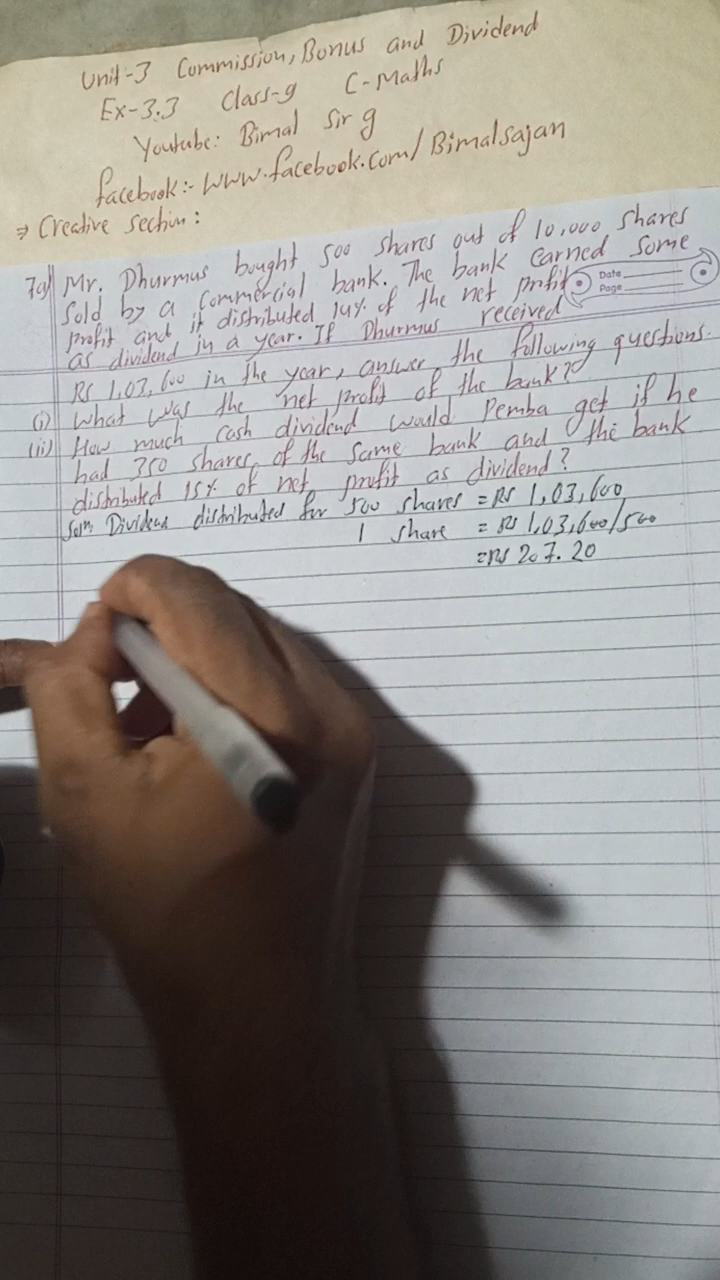 Unit-3 Commission, Bonus and Dividend
Ex-3.3 Class-9 C-Maths
Youtube: Bimal Sir g
facebook:- www.facebook.com/Bimalsajan
⇒ Creative section:
7a) Mr. Dhurmus bought 500 shares out of 10,000 shares
sold by a commercial bank. The bank earned some
profit and it distributed 14% of the net profit
as dividend in a year. If Dhurmus received
Date
Page
Rs 1,03,600 in the year, answer the following questions.
(i) What was the net profit of the bank?
(ii) How much cash dividend would Pemba get if he
had 350 shares of the same bank and the bank
distributed 15% of net profit as dividend?
Soln. Dividend distributed for 500 shares = Rs 1,03,600
1 share = Rs 1,03,600/500
= Rs 207.20